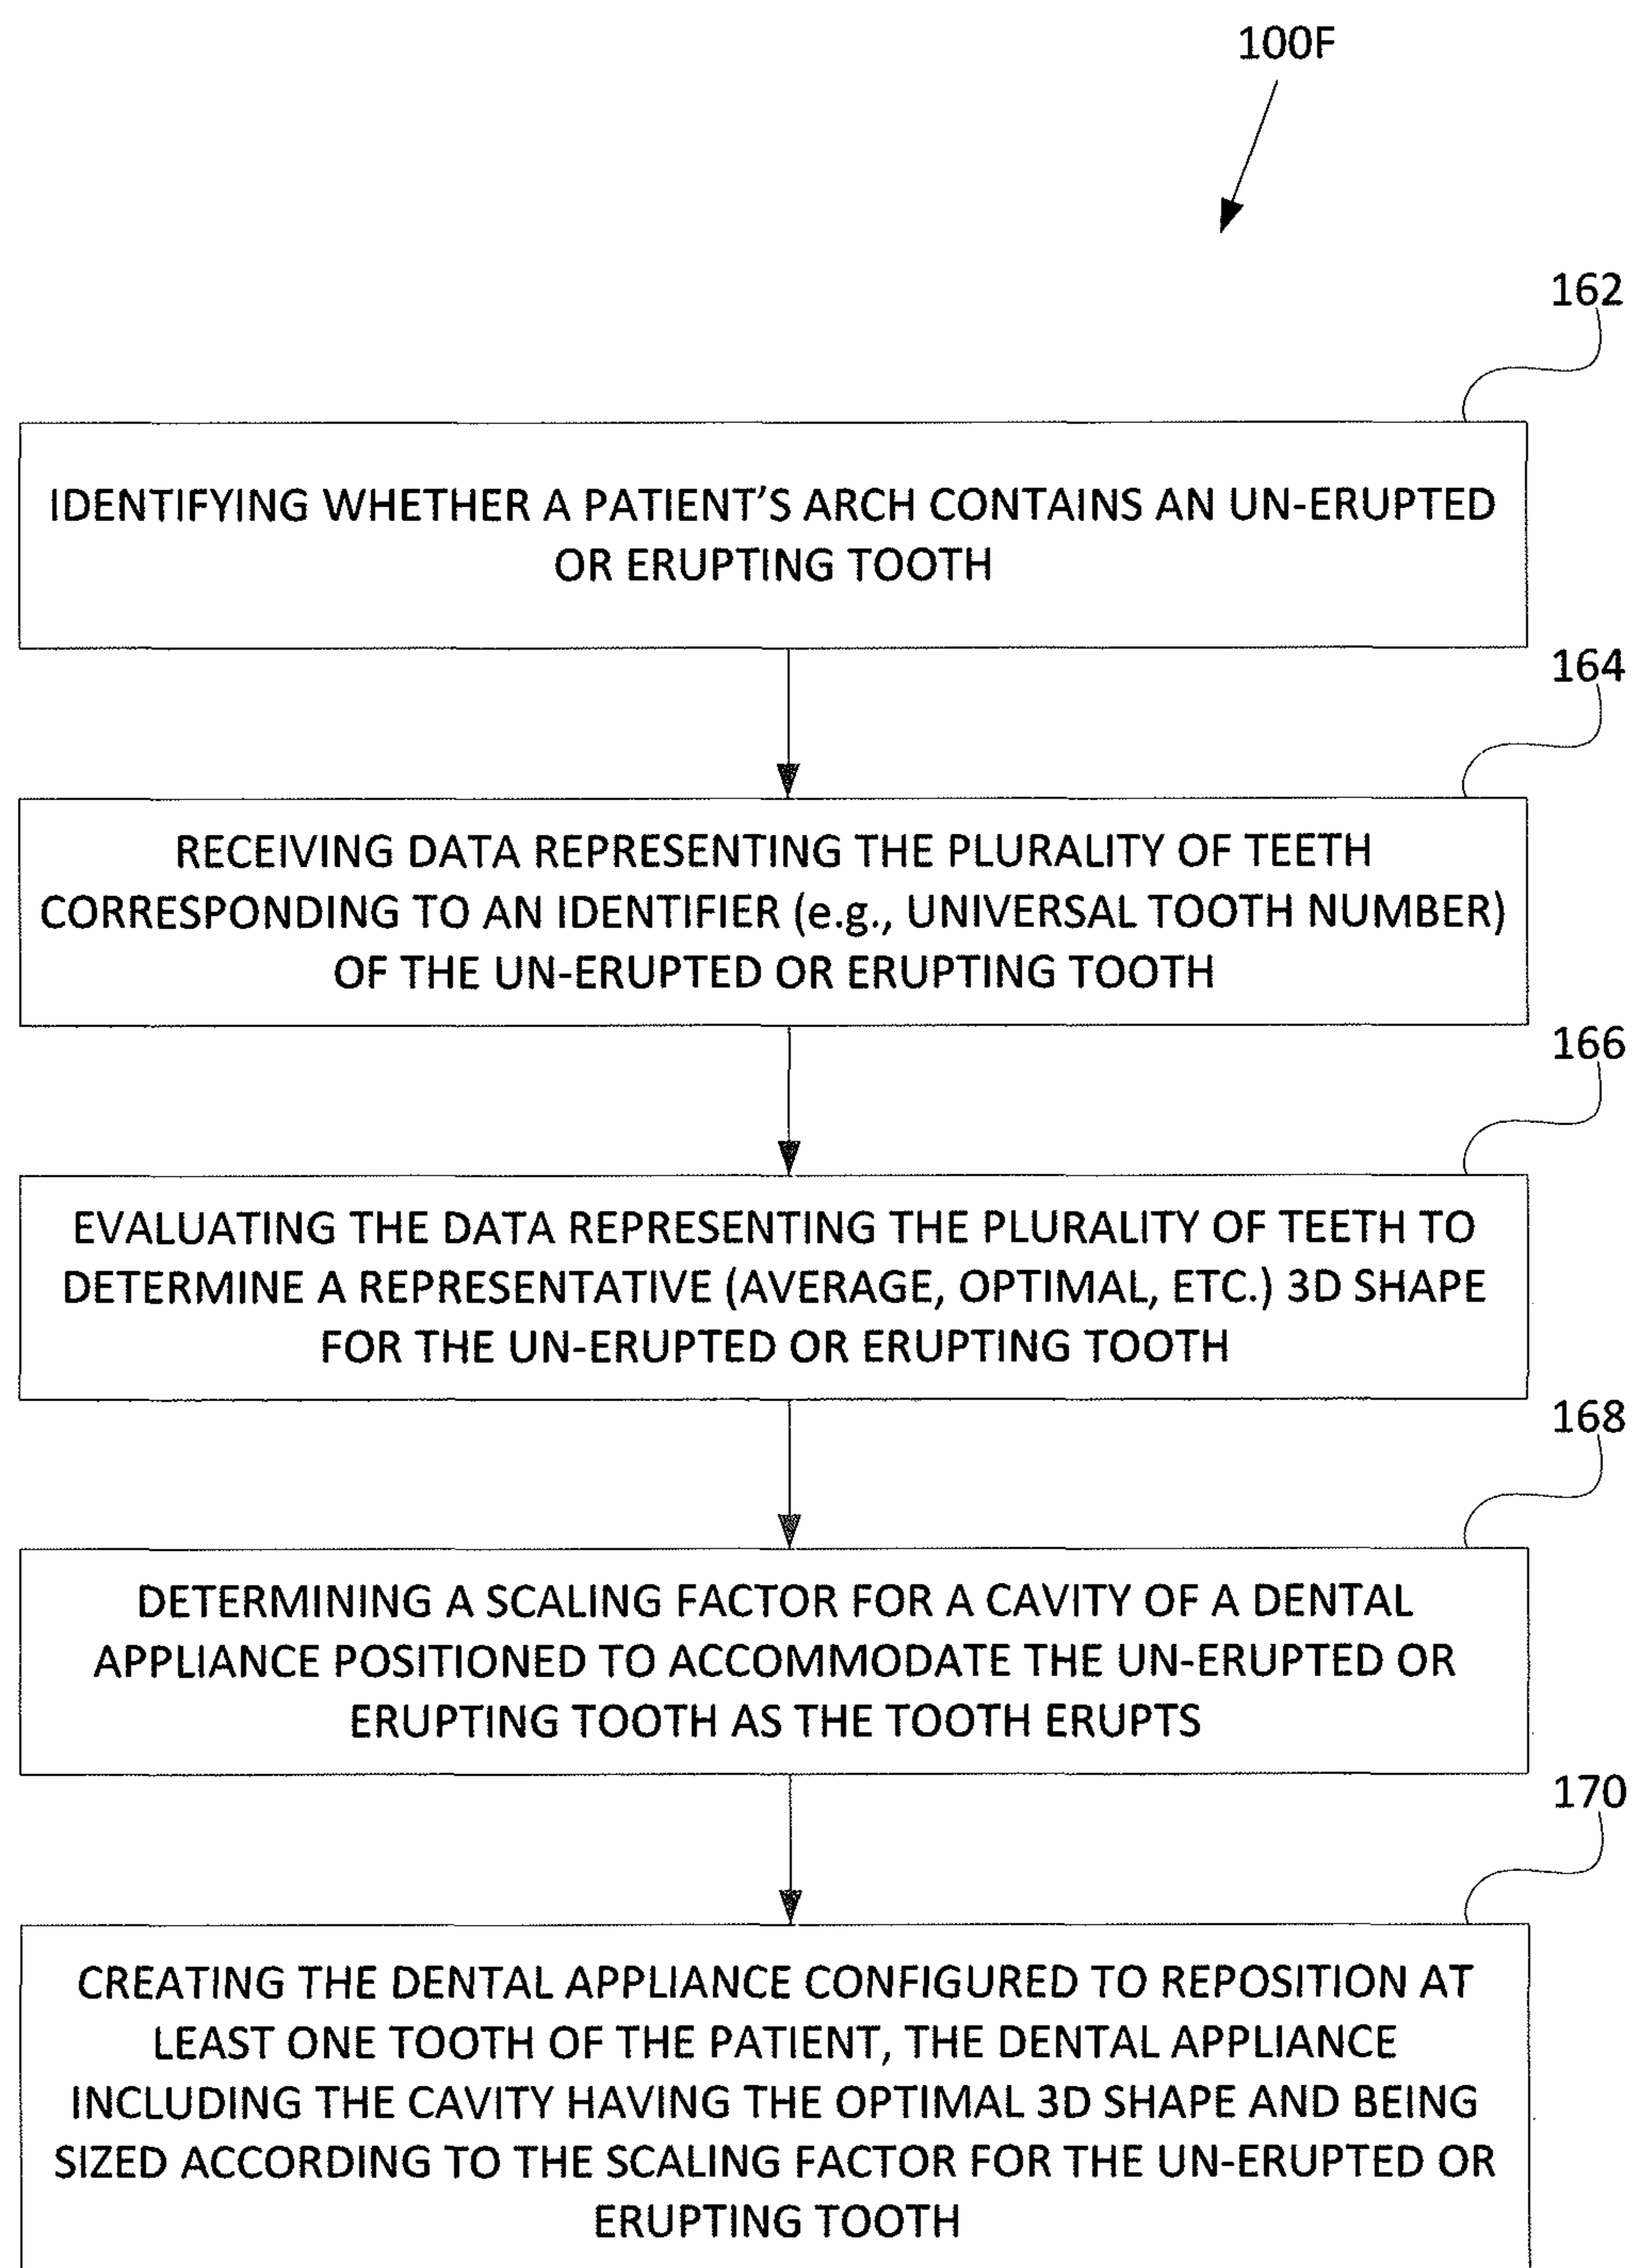 100F
162
IDENTIFYING WHETHER A PATIENT'S ARCH CONTAINS AN UN-ERUPTED
OR ERUPTING TOOTH
164
RECEIVING DATA REPRESENTING THE PLURALITY OF TEETH
CORRESPONDING TO AN IDENTIFIER (e.g., UNIVERSAL TOOTH NUMBER)
OF THE UN-ERUPTED OR ERUPTING TOOTH
166
EVALUATING THE DATA REPRESENTING THE PLURALITY OF TEETH TO
DETERMINE A REPRESENTATIVE (AVERAGE, OPTIMAL, ETC.) 3D SHAPE
FOR THE UN-ERUPTED OR ERUPTING TOOTH
168
DETERMINING A SCALING FACTOR FOR A CAVITY OF A DENTAL
APPLIANCE POSITIONED TO ACCOMMODATE THE UN-ERUPTED OR
ERUPTING TOOTH AS THE TOOTH ERUPTS
170
CREATING THE DENTAL APPLIANCE CONFIGURED TO REPOSITION AT
LEAST ONE TOOTH OF THE PATIENT, THE DENTAL APPLIANCE
INCLUDING THE CAVITY HAVING THE OPTIMAL 3D SHAPE AND BEING
SIZED ACCORDING TO THE SCALING FACTOR FOR THE UN-ERUPTED OR
ERUPTING TOOTH